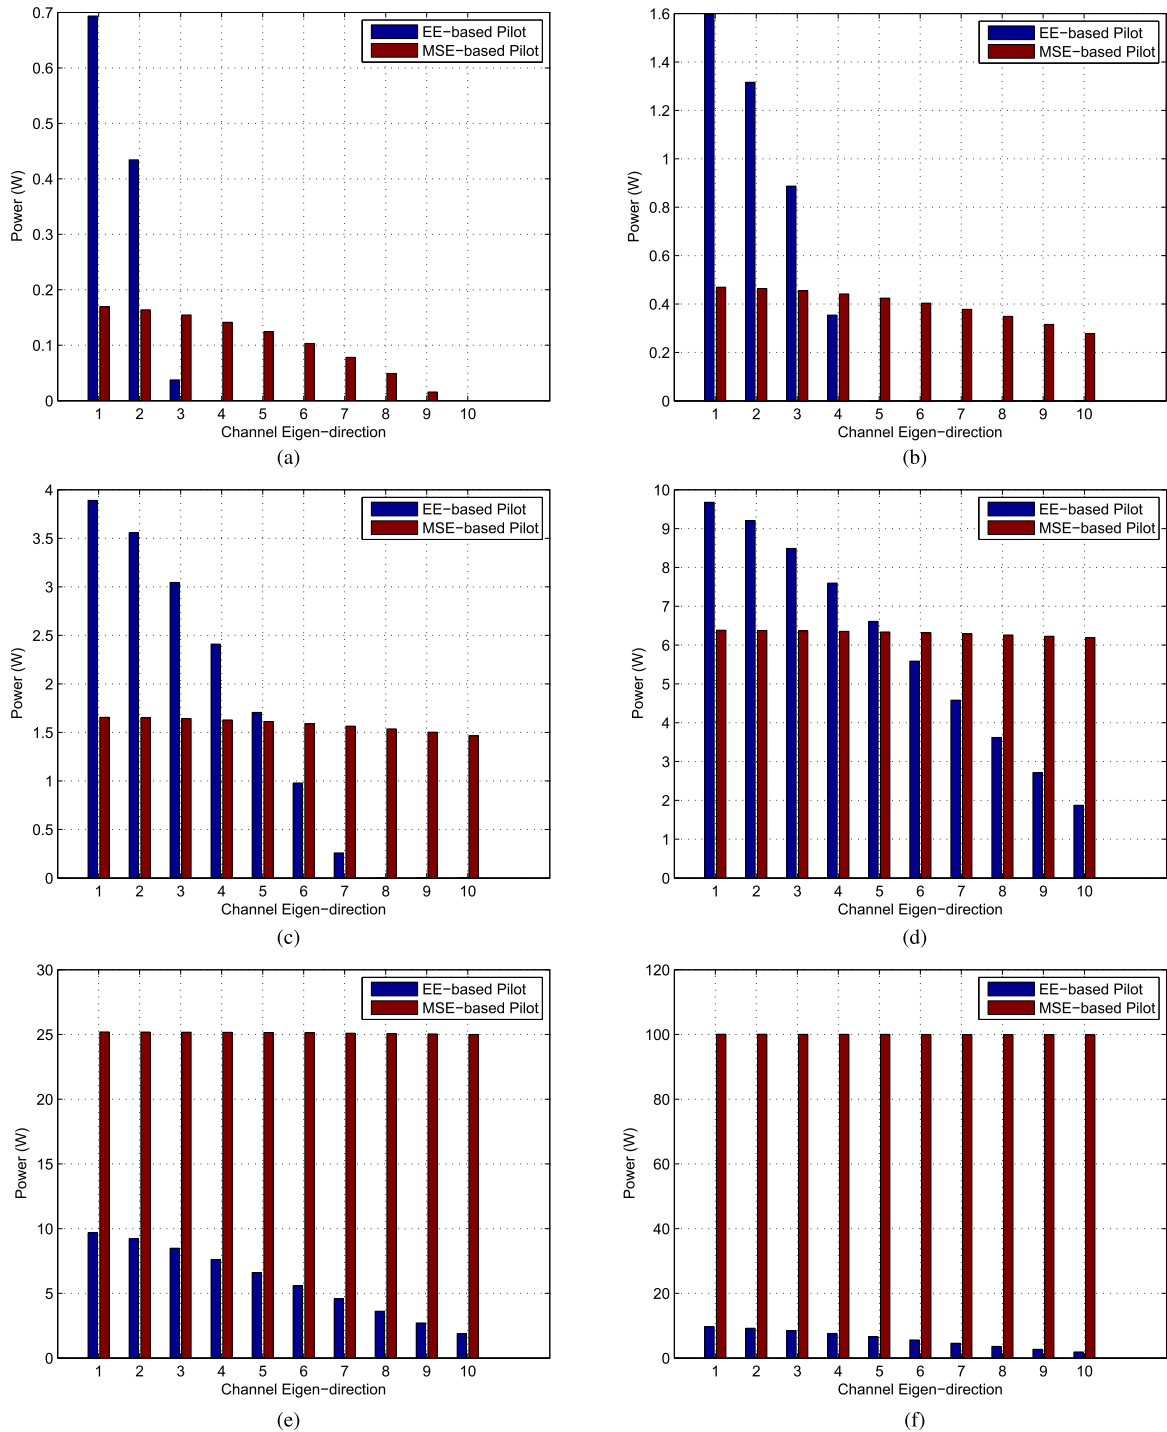 0.7
0.6
0.5
0.4
0.3
0.2
0.1
0
Power (W)
EE−based Pilot
MSE−based Pilot
1 2 3 4 5 6 7 8 9 10
Channel Eigen−direction
(a)
1.6
1.4
1.2
1
0.8
0.6
0.4
0.2
0
Power (W)
EE−based Pilot
MSE−based Pilot
1 2 3 4 5 6 7 8 9 10
Channel Eigen−direction
(b)
4
3.5
3
2.5
2
1.5
1
0.5
0
Power (W)
EE−based Pilot
MSE−based Pilot
1 2 3 4 5 6 7 8 9 10
Channel Eigen−direction
(c)
10
9
8
7
6
5
4
3
2
1
0
Power (W)
EE−based Pilot
MSE−based Pilot
1 2 3 4 5 6 7 8 9 10
Channel Eigen−direction
(d)
30
25
20
15
10
5
0
Power (W)
EE−based Pilot
MSE−based Pilot
1 2 3 4 5 6 7 8 9 10
Channel Eigen−direction
(e)
120
100
80
60
40
20
0
Power (W)
EE−based Pilot
MSE−based Pilot
1 2 3 4 5 6 7 8 9 10
Channel Eigen−direction
(f)